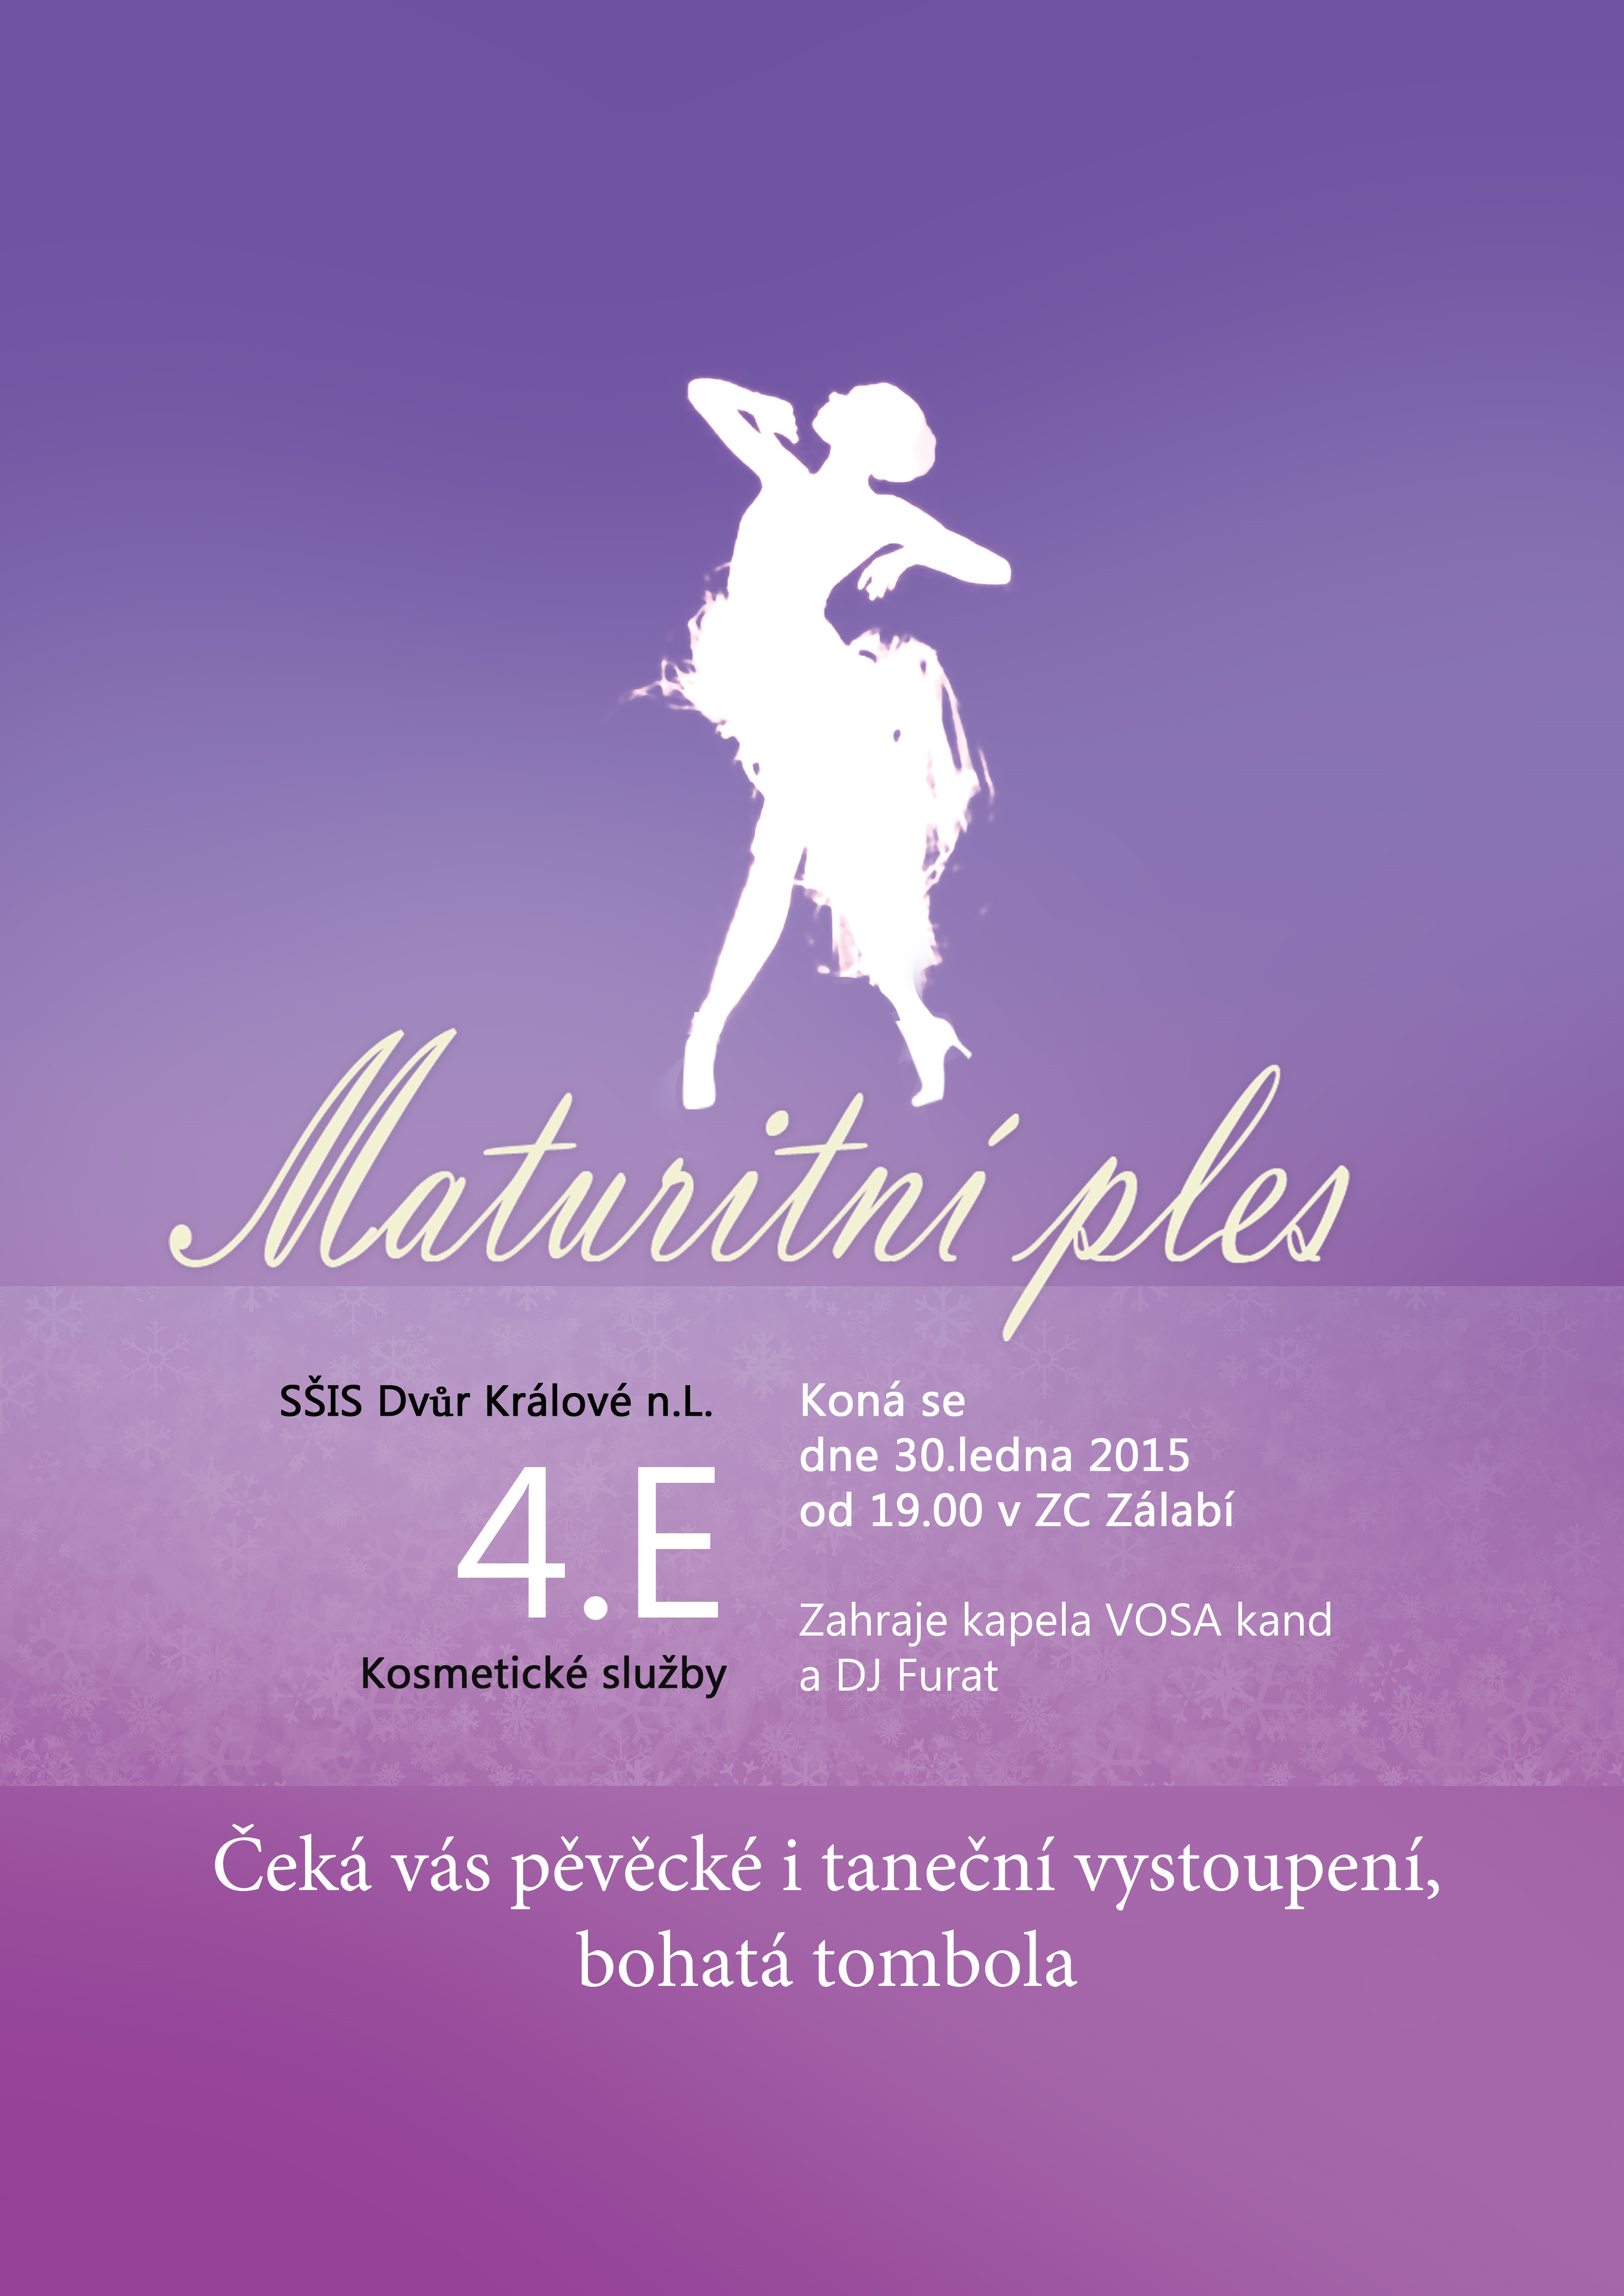 Maturitní ples
SŠIS Dvůr Králové n.L.
4.E
Kosmetické služby
Koná se
dne 30.ledna 2015
od 19.00 v ZC Zálabí
Zahraje kapela VOSA kand
a DJ Furat
Čeká vás pěvěcké i taneční vystoupení,
bohatá tombola